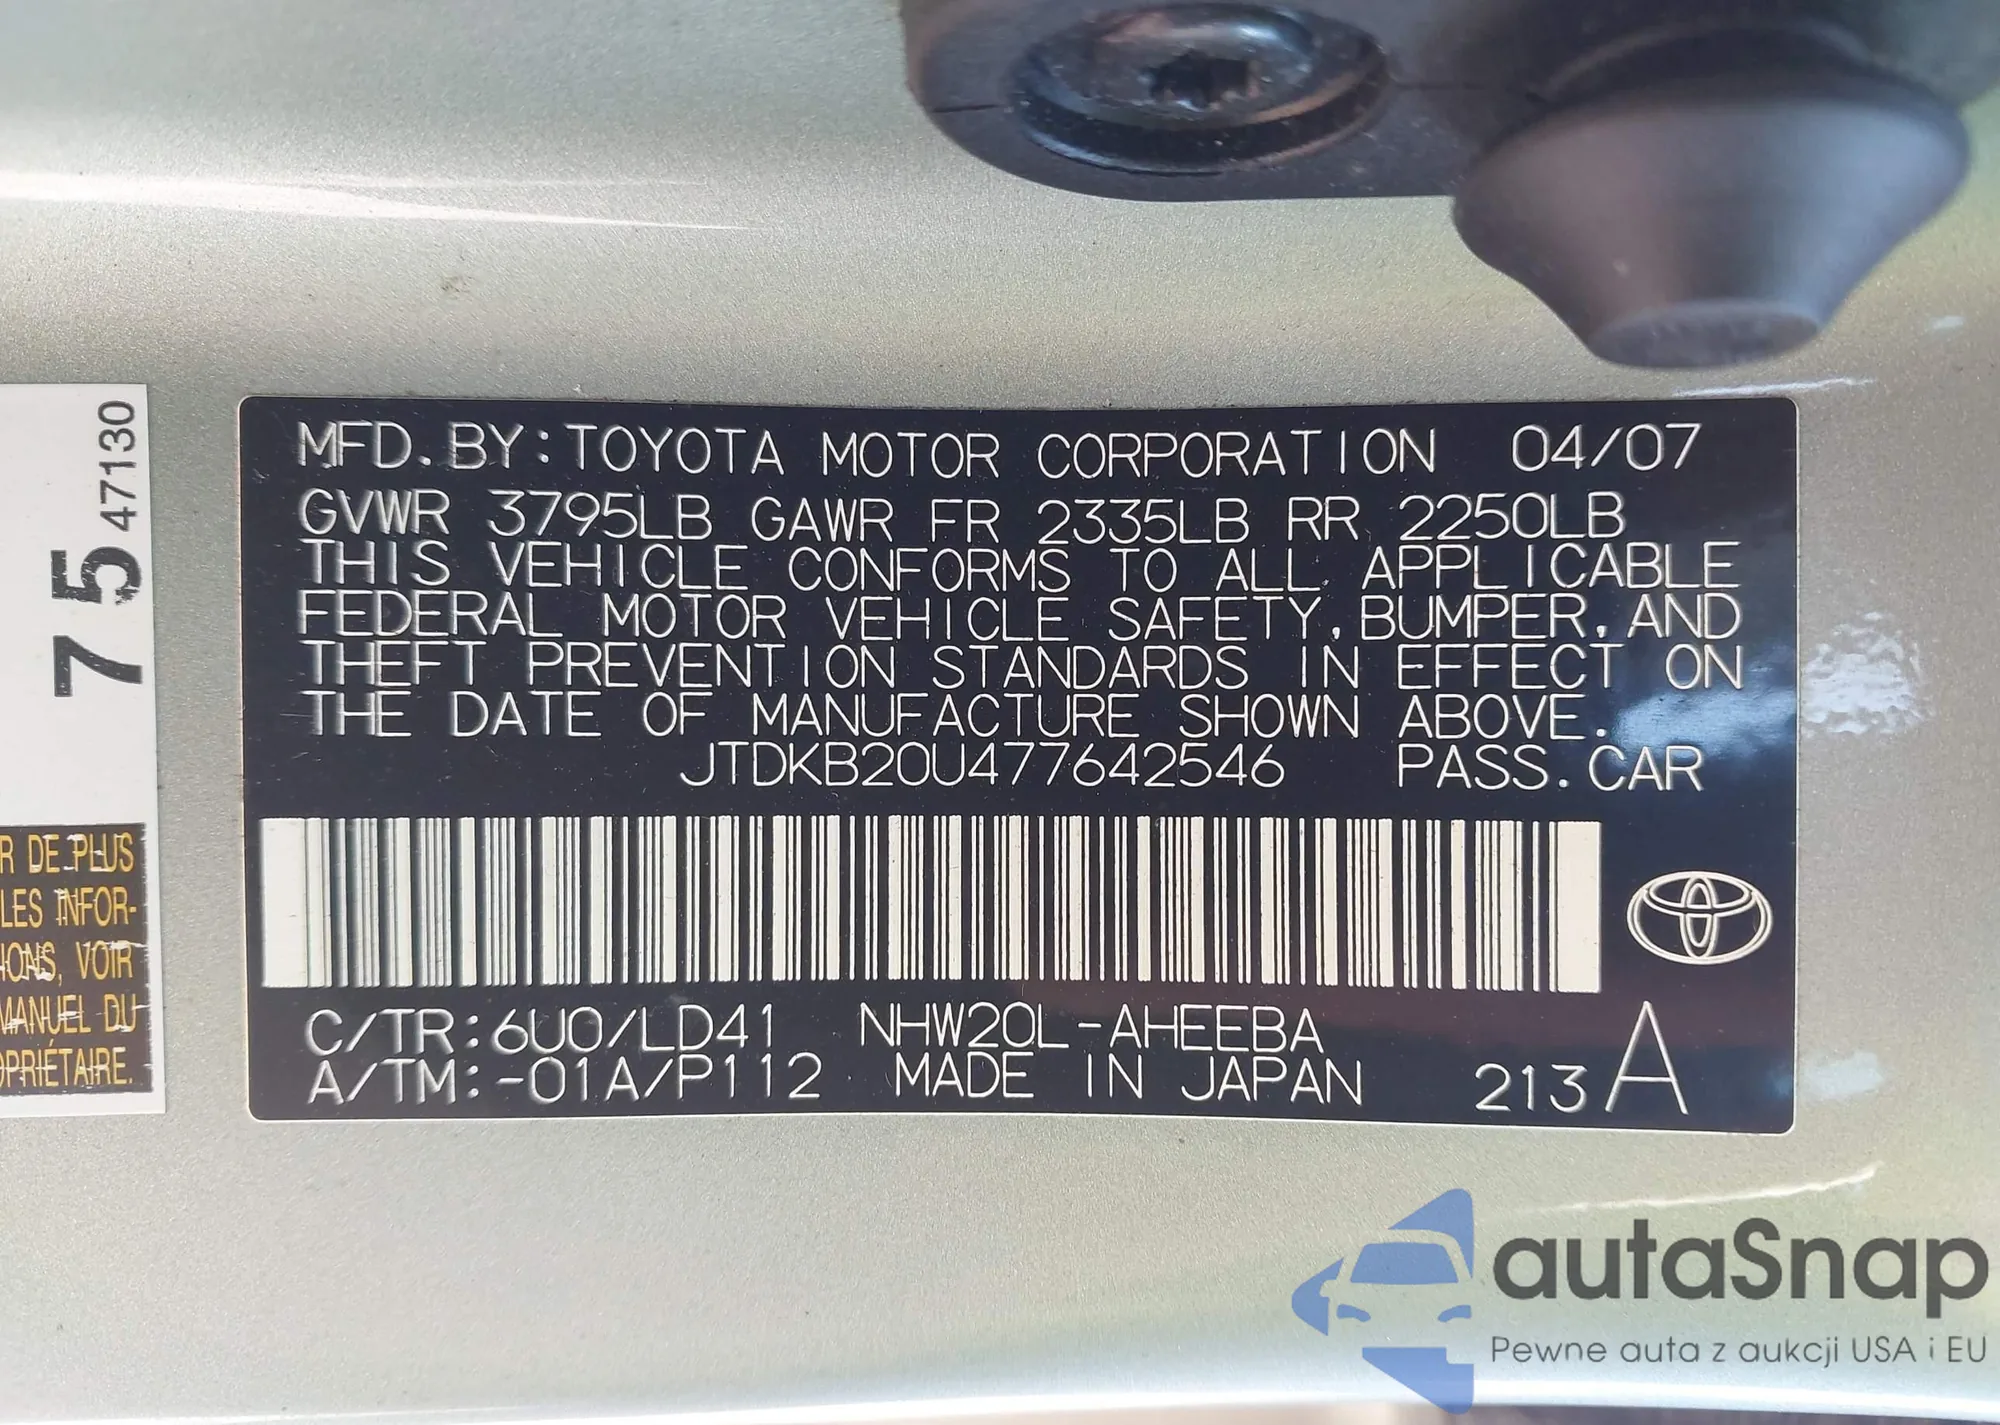 MFD. BY: TOYOTA MOTOR CORPORATION 04/07
GVWR 3795LB GAWR FR 2335LB RR 2250LB
THIS VEHICLE CONFORMS TO ALL APPLICABLE
FEDERAL MOTOR VEHICLE SAFETY, BUMPER, AND
THEFT PREVENTION STANDARDS IN EFFECT ON
THE DATE OF MANUFACTURE SHOWN ABOVE.
JTDKB20U477642546 PASS. CAR
C/TR: 6U0/LD41 NHW20L-AHEEBA
A/TM: -01A/P112 MADE IN JAPAN 213 A
75 47130
R DE PLUS
LES INFOR-
IONS, VOIR
MANUEL DU
OPRIÉTAIRE.
autoSnap
Pewne auta z aukcji USA i EU